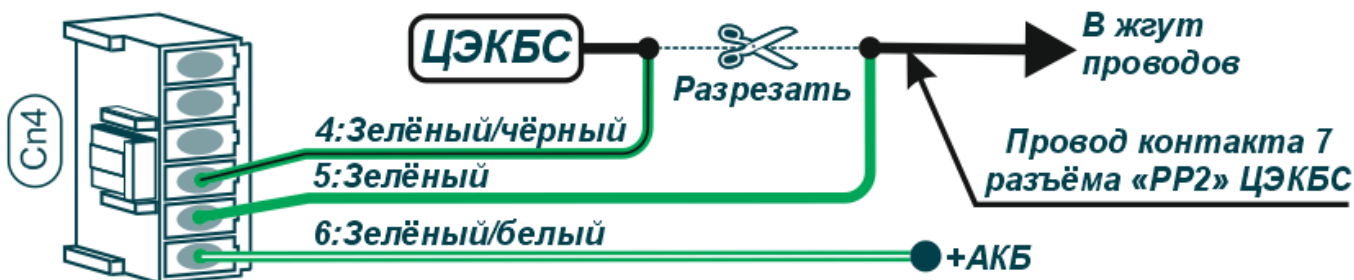 Cn4
ЦЭКБС
Разрезать
В жгут
проводов
4:Зелёный/чёрный
5:Зелёный
6:Зелёный/белый
Провод контакта 7
разъёма «PP2» ЦЭКБС
+АКБ